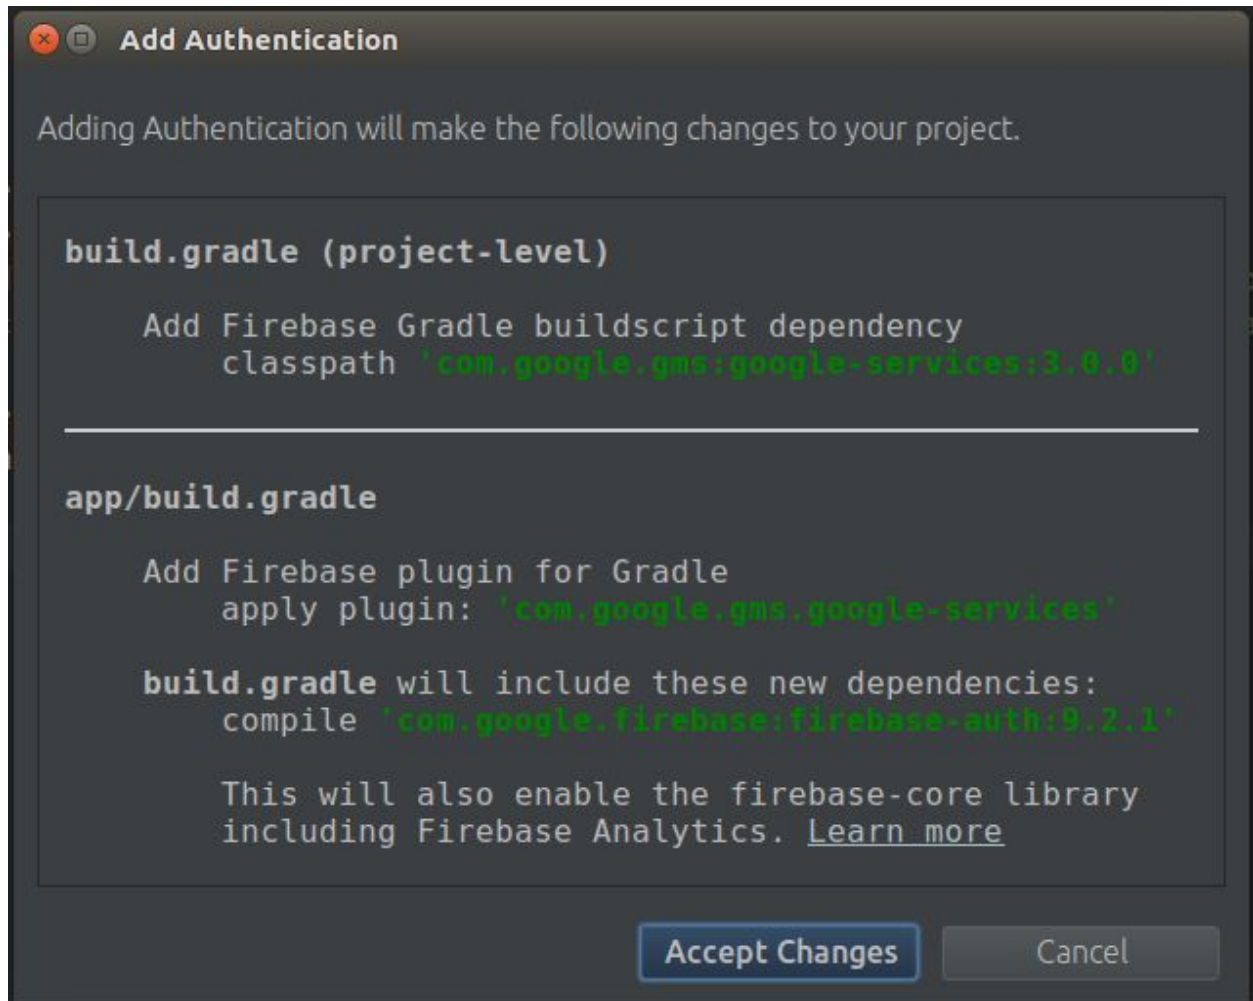 Add Authentication
Adding Authentication will make the following changes to your project.
build.gradle (project-level)
Add Firebase Gradle buildscript dependency
classpath 'com.google.gms:google-services:3.0.0'
app/build.gradle
Add Firebase plugin for Gradle
apply plugin: 'com.google.gms.google-services'
build.gradle will include these new dependencies:
compile 'com.google.firebase:firebase-auth:9.2.1'
This will also enable the firebase-core library
including Firebase Analytics. Learn more
Accept Changes
Cancel